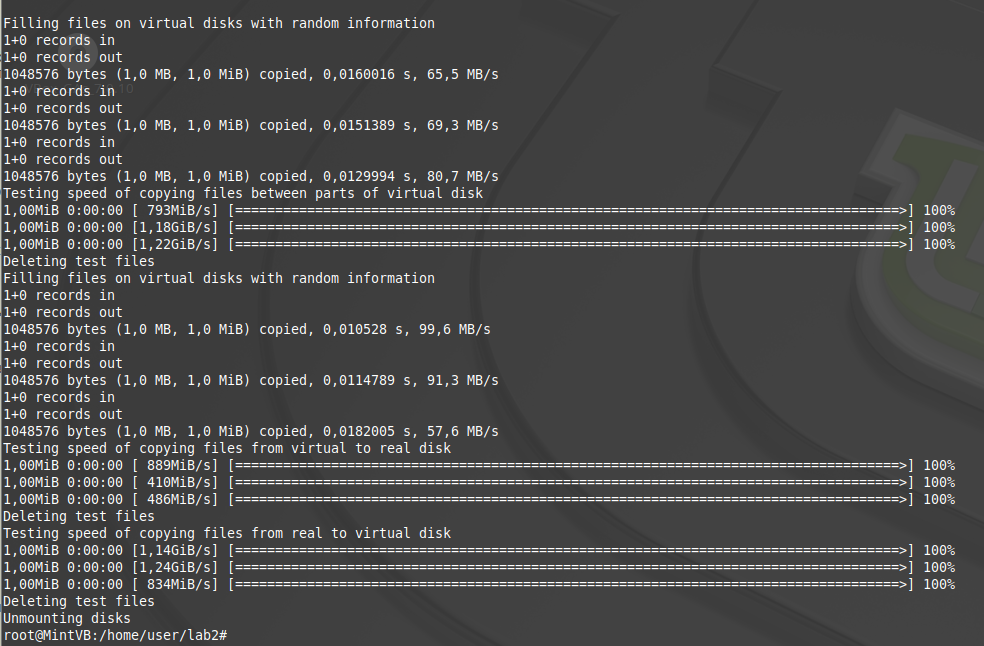 Filling files on virtual disks with random information
1+0 records in
1+0 records out
1048576 bytes (1,0 MB, 1,0 MiB) copied, 0,0160016 s, 65,5 MB/s
1+0 records in
1+0 records out
1048576 bytes (1,0 MB, 1,0 MiB) copied, 0,0151389 s, 69,3 MB/s
1+0 records in
1+0 records out
1048576 bytes (1,0 MB, 1,0 MiB) copied, 0,0129994 s, 80,7 MB/s
Testing speed of copying files between parts of virtual disk
1,00MiB 0:00:00 [ 793MiB/s] [===================================================================================>] 100%
1,00MiB 0:00:00 [1,18GiB/s] [===================================================================================>] 100%
1,00MiB 0:00:00 [1,22GiB/s] [===================================================================================>] 100%
Deleting test files
Filling files on virtual disks with random information
1+0 records in
1+0 records out
1048576 bytes (1,0 MB, 1,0 MiB) copied, 0,010528 s, 99,6 MB/s
1+0 records in
1+0 records out
1048576 bytes (1,0 MB, 1,0 MiB) copied, 0,0114789 s, 91,3 MB/s
1+0 records in
1+0 records out
1048576 bytes (1,0 MB, 1,0 MiB) copied, 0,0182005 s, 57,6 MB/s
Testing speed of copying files from virtual to real disk
1,00MiB 0:00:00 [ 889MiB/s] [===================================================================================>] 100%
1,00MiB 0:00:00 [ 410MiB/s] [===================================================================================>] 100%
1,00MiB 0:00:00 [ 486MiB/s] [===================================================================================>] 100%
Deleting test files
Testing speed of copying files from real to virtual disk
1,00MiB 0:00:00 [1,14GiB/s] [===================================================================================>] 100%
1,00MiB 0:00:00 [1,24GiB/s] [===================================================================================>] 100%
1,00MiB 0:00:00 [ 834MiB/s] [===================================================================================>] 100%
Deleting test files
Unmounting disks
root@MintVB:/home/user/lab2#